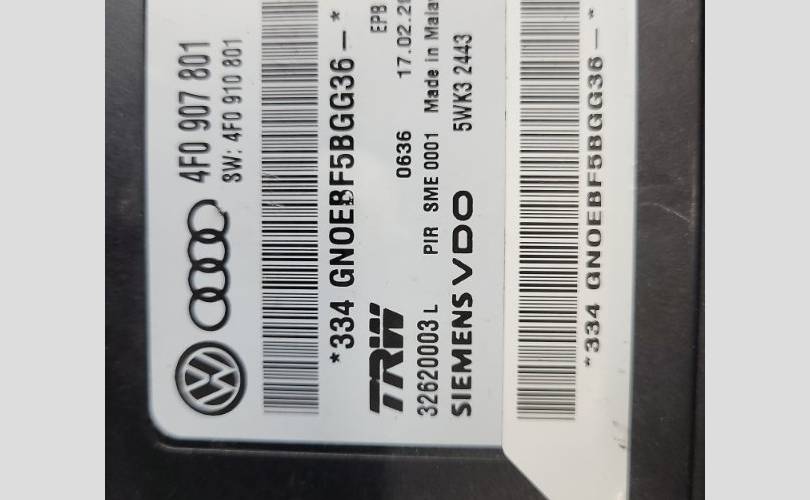 4F0 907 801
SW: 4F0 910 801
*334 GNOEBF5BGG36-*
EPB
TRW 0636 17.02.2
32620003 L PIR SME 0001 Made in Mala
SIEMENS VDO 5WK3 2443
*334 GNOEBF5BGG36-*